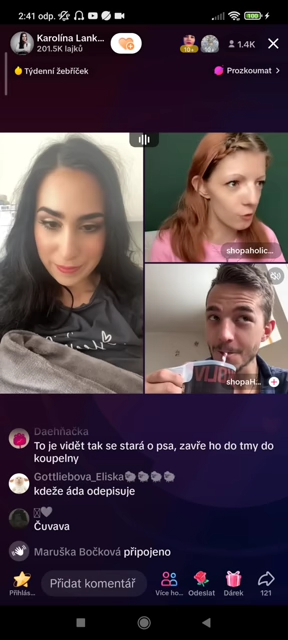 2:41 odp.
100+
Karolína Lank...
201.5K lajků
10+
1.4K
Týdenní žebříček
Prozkoumat >
shopaholic...
shopaH...
Daehňačka
To je vidět tak se stará o psa, zavře ho do tmy do
koupelny
Gottliebova_Eliska
kdeže áda odepisuje
Čuvava
Maruška Bočková připojeno
Přihlás...
Přidat komentář
Více ho...
Odeslat
Dárek
121